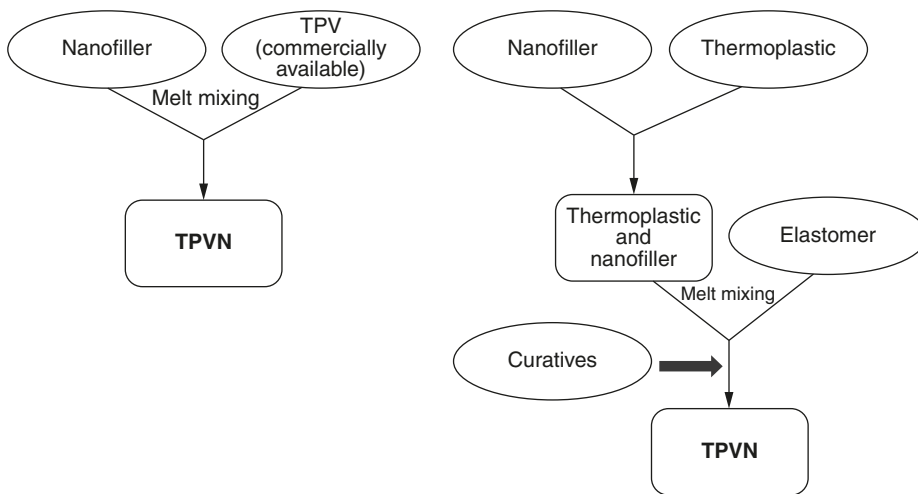 Nanofiller
TPV
(commercially
available)
Melt mixing
TPVN
Nanofiller
Thermoplastic
Thermoplastic
and
nanofiller
Elastomer
Melt mixing
Curatives
TPVN